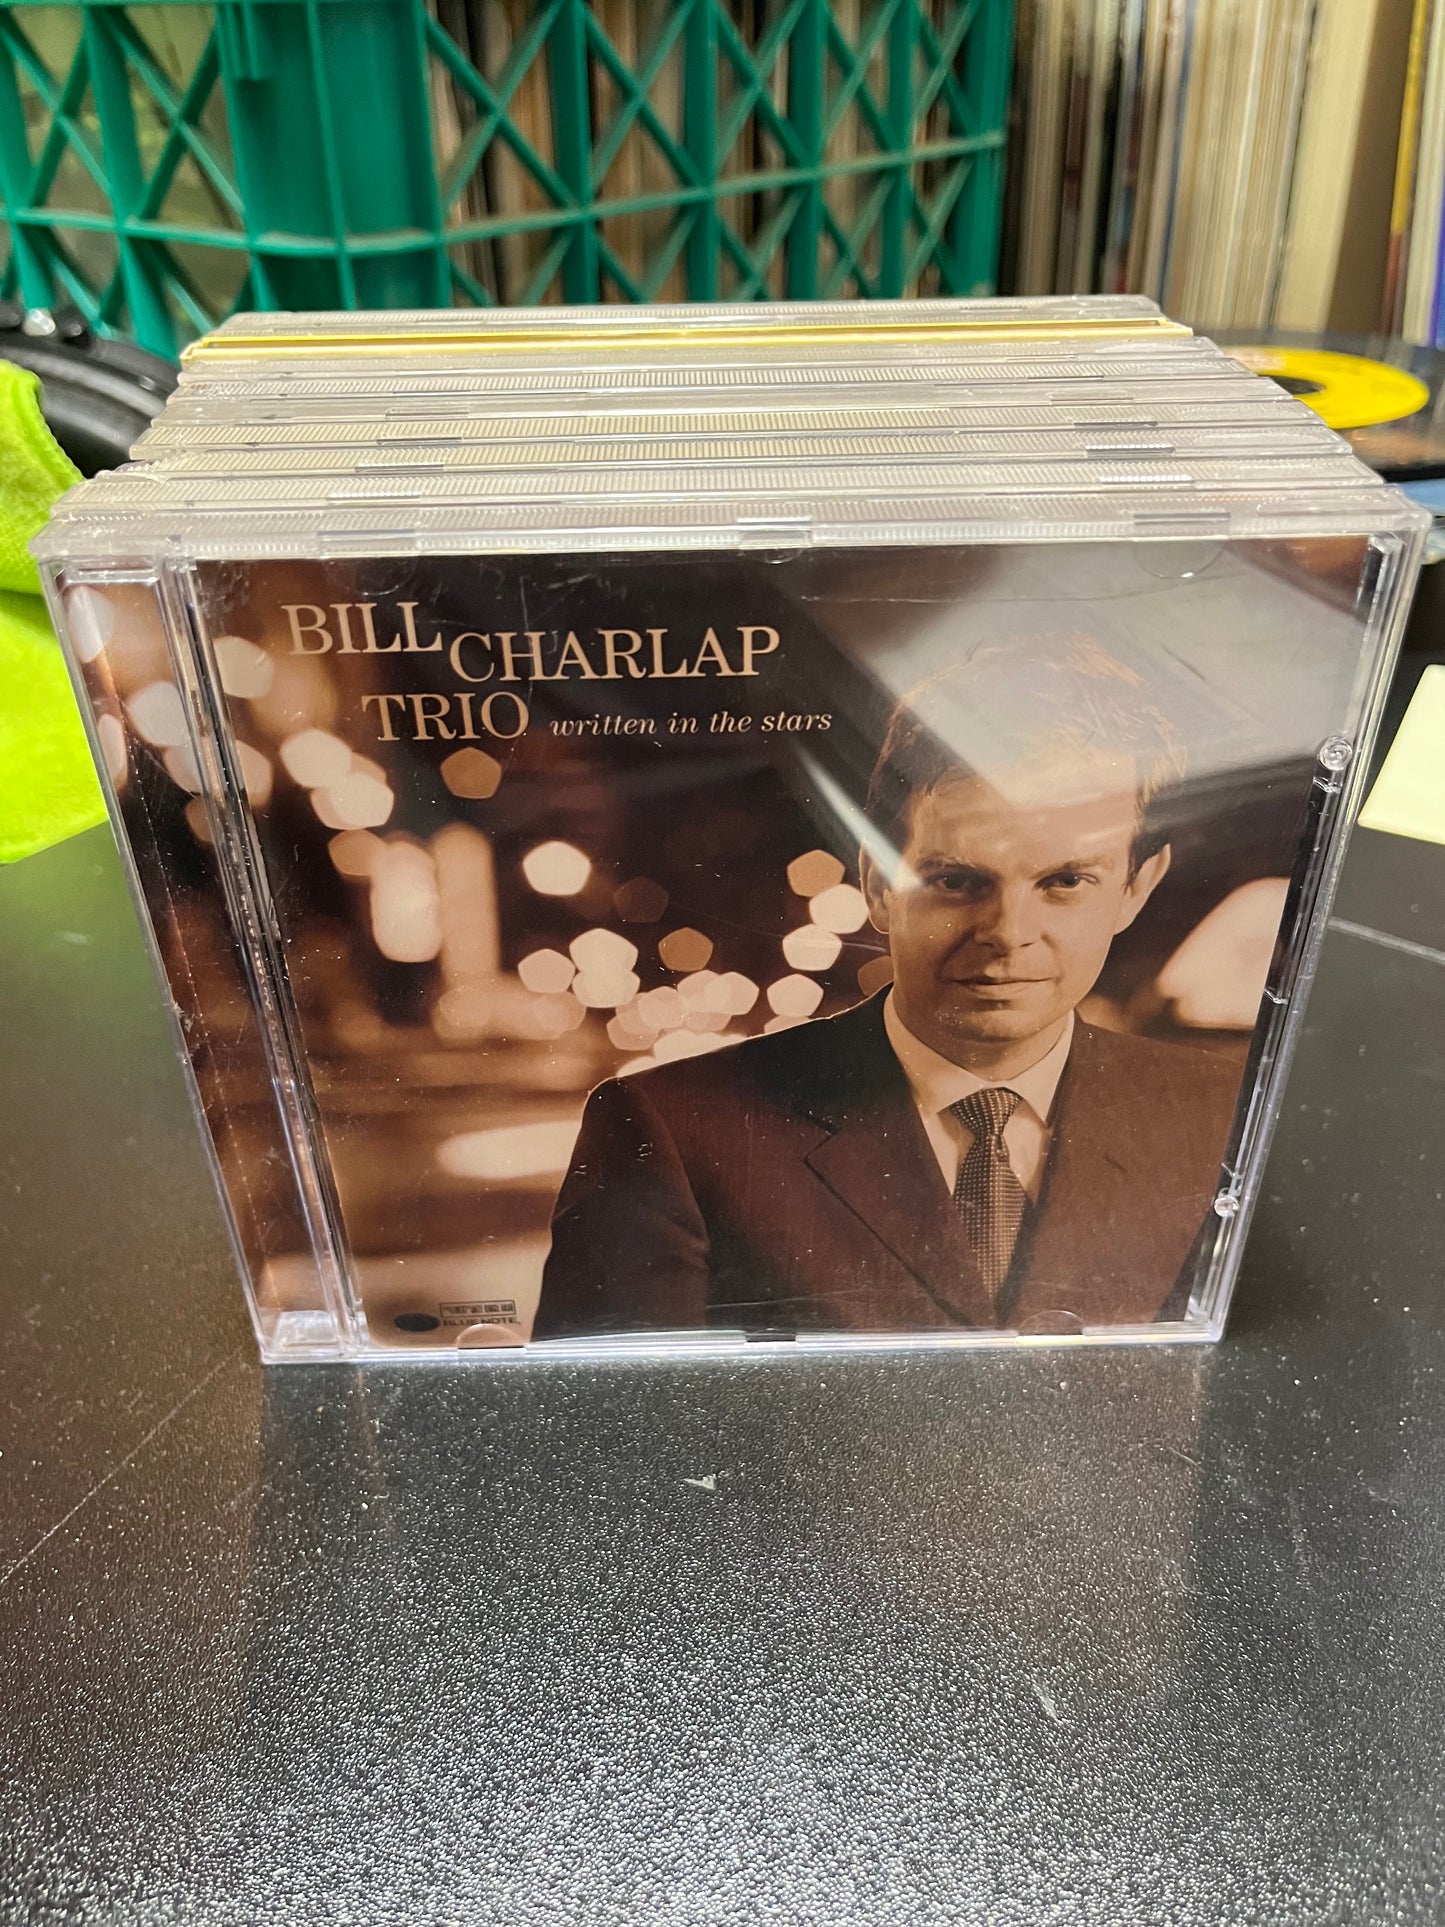 BILL CHARLAP
TRIO written in the stars
BLUE NOTE